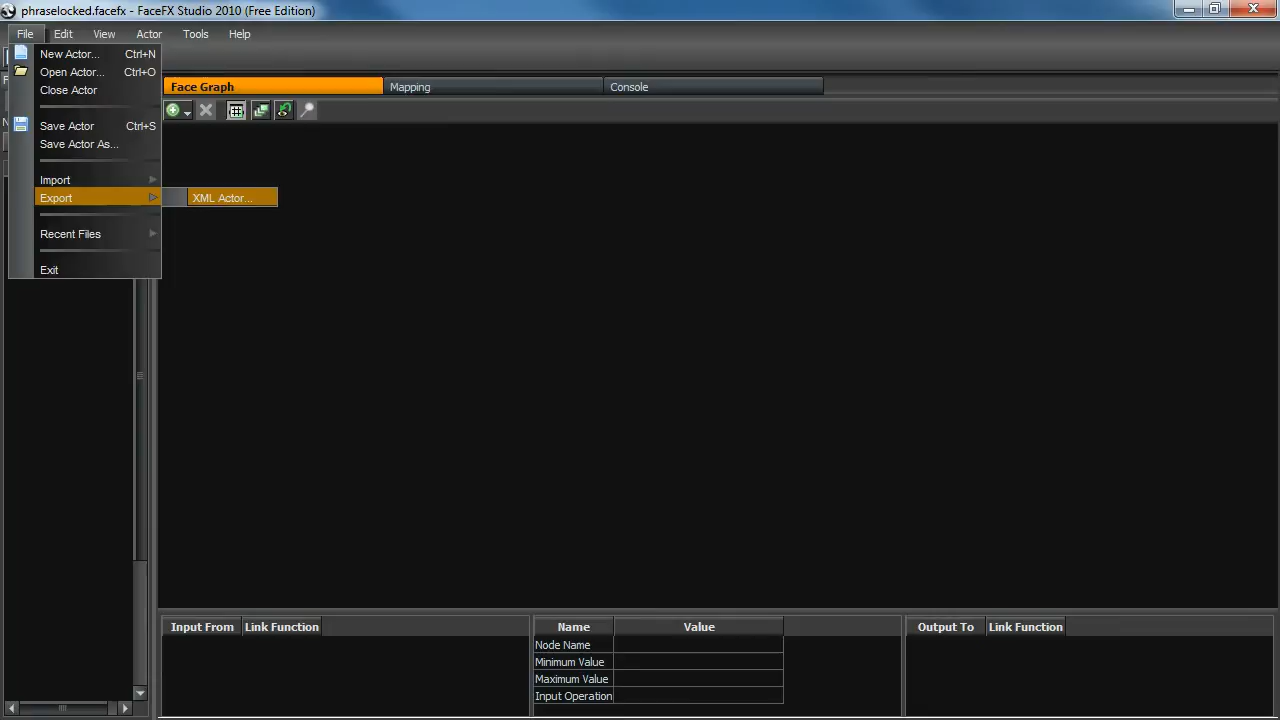 phraselocked.facefx - FaceFX Studio 2010 (Free Edition)
File Edit View Actor Tools Help
New Actor... Ctrl+N
Open Actor... Ctrl+O
Close Actor
Save Actor Ctrl+S
Save Actor As...
Import
Export
XML Actor...
Recent Files
Exit
Face Graph Mapping Console
Input From Link Function
Name Value
Node Name
Minimum Value
Maximum Value
Input Operation
Output To Link Function